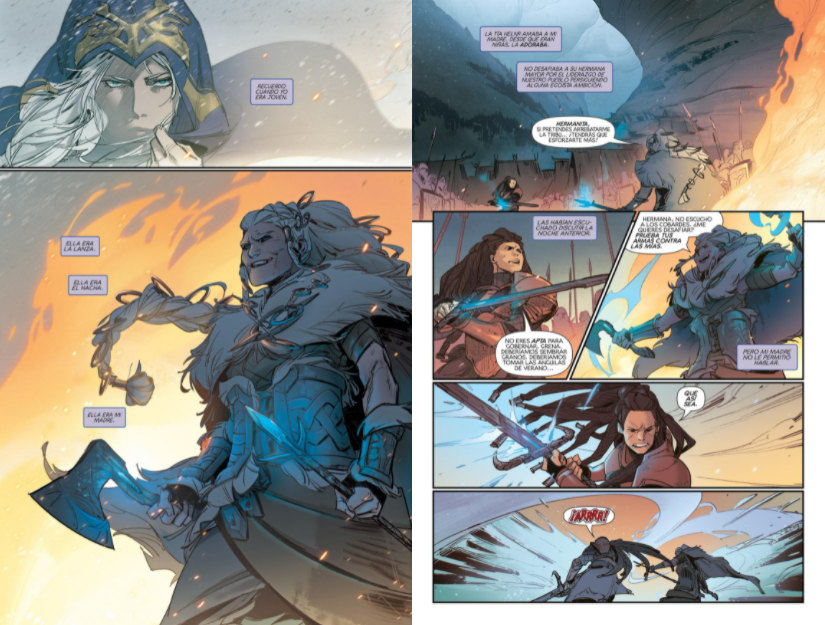 RECUERDO
CUANDO YO
ERA JOVEN.
ELLA ERA
LA LANZA.
ELLA ERA
EL HACHA.
ELLA ERA MI
MADRE.
LA TÍA NELNR AMABA A MI
MADRE. DESDE QUE ERAN
NIÑAS, LA ADORABA.
NO DESAFIABA A SU HERMANA
MAYOR POR EL LIDERAZGO DE
NUESTRO PUEBLO PERSIGUIENDO
ALGUNA EGOÍSTA AMBICIÓN.
HERMANITA,
SI PRETENDES ARREBATARME
LA TRIBU... ¡TENDRÁS QUE
ESFORZARTE MÁS!
LAS HABÍAN ESCU-
CHADO DISCUTIR LA
NOCHE ANTERIOR.
NO ERES APTA PARA
GOBERNAR, GRENA.
DEBERÍAMOS SEMBRAR
GRANOS. DEBERÍAMOS
TOMAR LAS ANGUILAS
DE VERANO...
HERMANA, NO ESCUCHO
A LOS COBARDES. ¿ME
QUIERES DESAFIAR?
PRUEBA TUS
ARMAS CONTRA
LAS MÍAS.
PERO MI MADRE
NO LE PERMITIÓ
HABLAR.
QUE
ASÍ
SEA.
¡ARRRR!